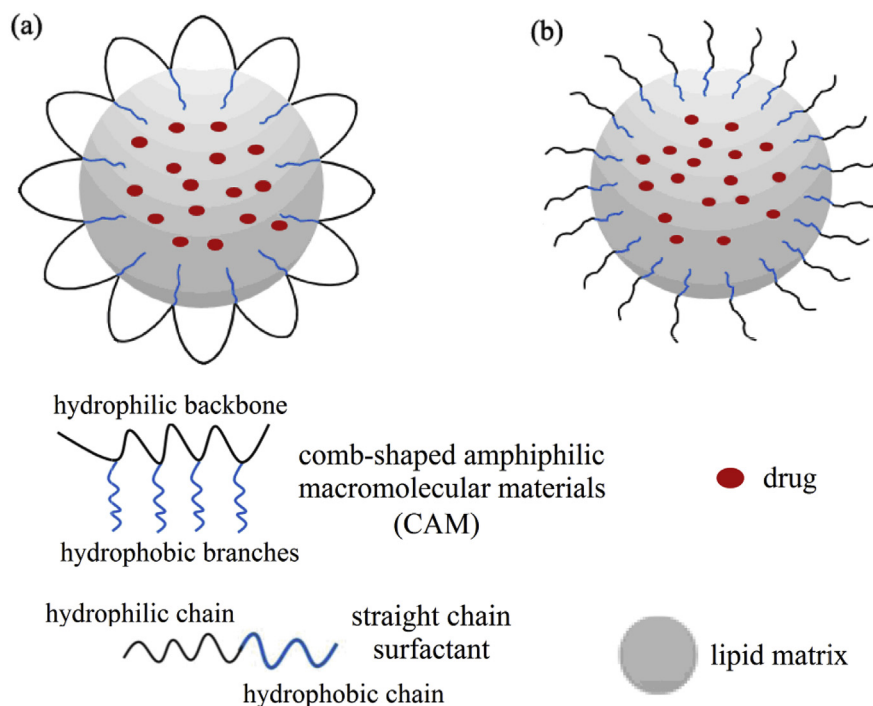 (a)
(b)
hydrophilic backbone
comb-shaped amphiphilic
macromolecular materials
(CAM)
drug
hydrophobic branches
hydrophilic chain
straight chain
surfactant
lipid matrix
hydrophobic chain